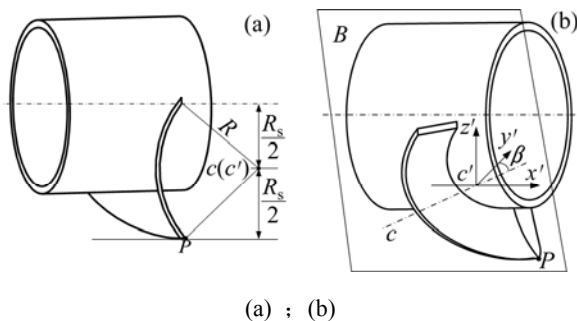 (a)
R
R_s/2
c(c')
R_s/2
P
(b)
B
z'
y'
β
c'
x'
c
P
(a) ; (b)